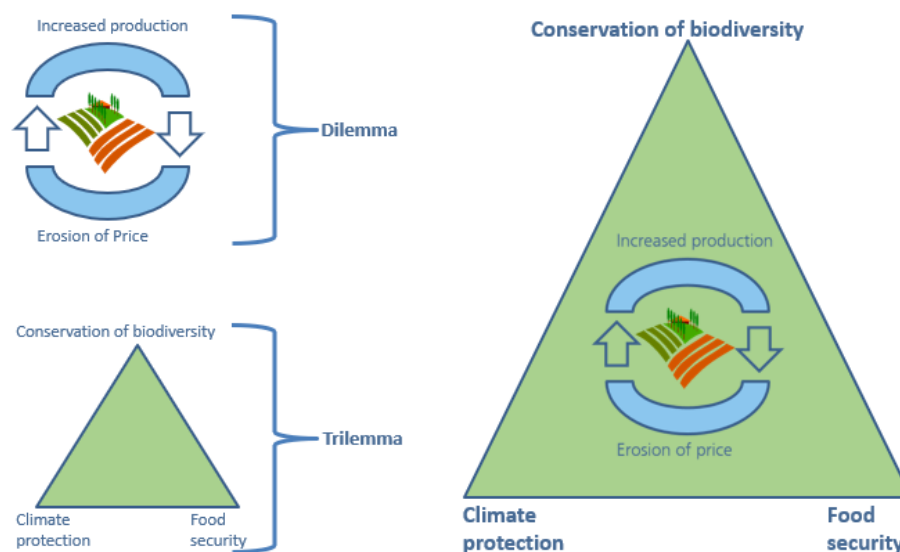 Increased production
Dilemma
Erosion of Price
Conservation of biodiversity
Trilemma
Climate
protection
Food
security
Conservation of biodiversity
Increased production
Erosion of price
Climate
protection
Food
security